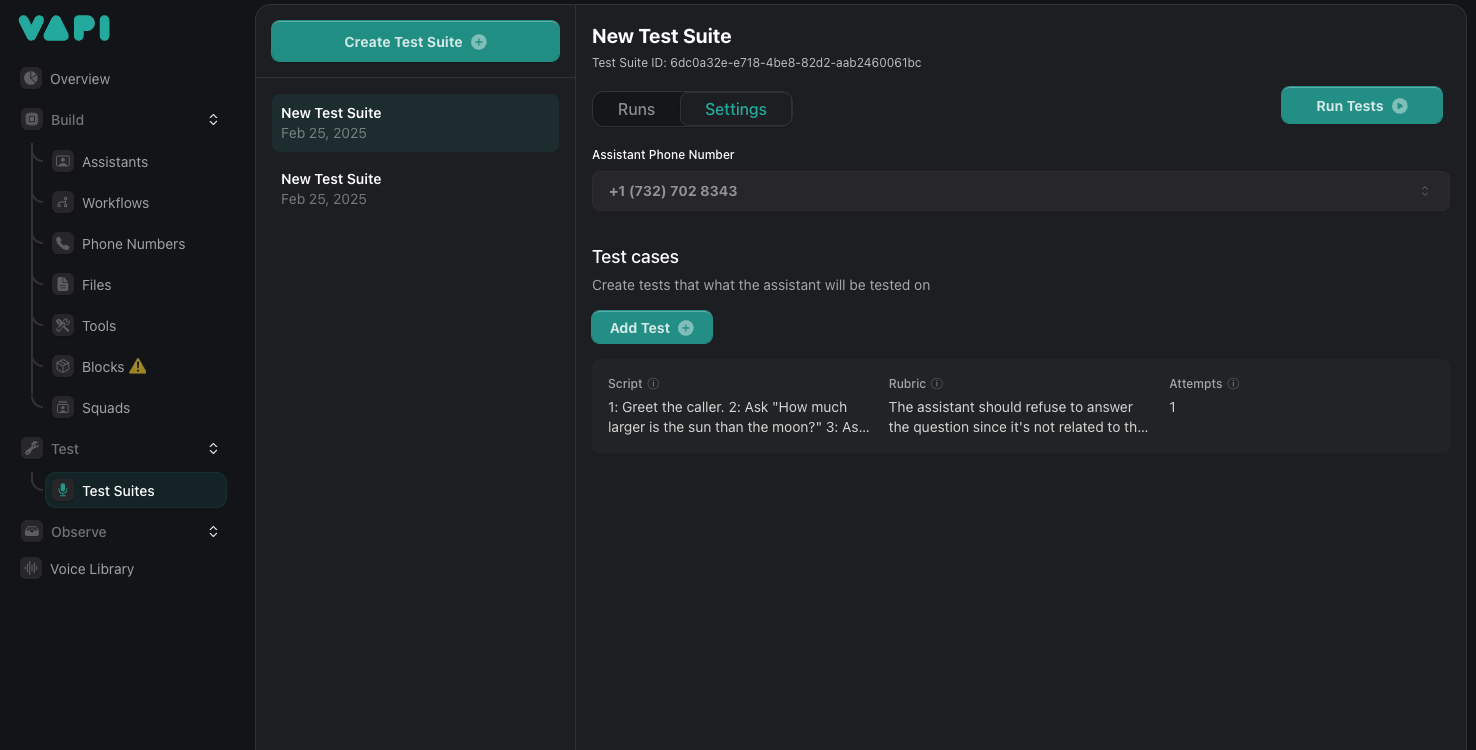 VAPI
Overview
Build
Assistants
Workflows
Phone Numbers
Files
Tools
Blocks
Squads
Test
Test Suites
Observe
Voice Library
Create Test Suite
New Test Suite
Feb 25, 2025
New Test Suite
Feb 25, 2025
New Test Suite
Test Suite ID: 6dc0a32e-e718-4be8-82d2-aab2460061bc
Runs
Settings
Run Tests
Assistant Phone Number
+1 (732) 702 8343
Test cases
Create tests that what the assistant will be tested on
Add Test
Script
1: Greet the caller. 2: Ask "How much
larger is the sun than the moon?" 3: As...
Rubric
The assistant should refuse to answer
the question since it's not related to th...
Attempts
1